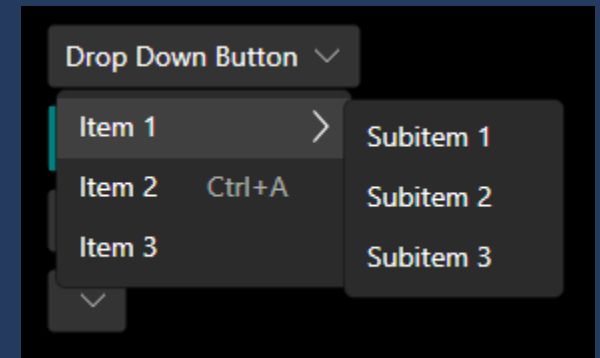 Drop Down Button
Item 1
Item 2 Ctrl+A
Item 3
Subitem 1
Subitem 2
Subitem 3